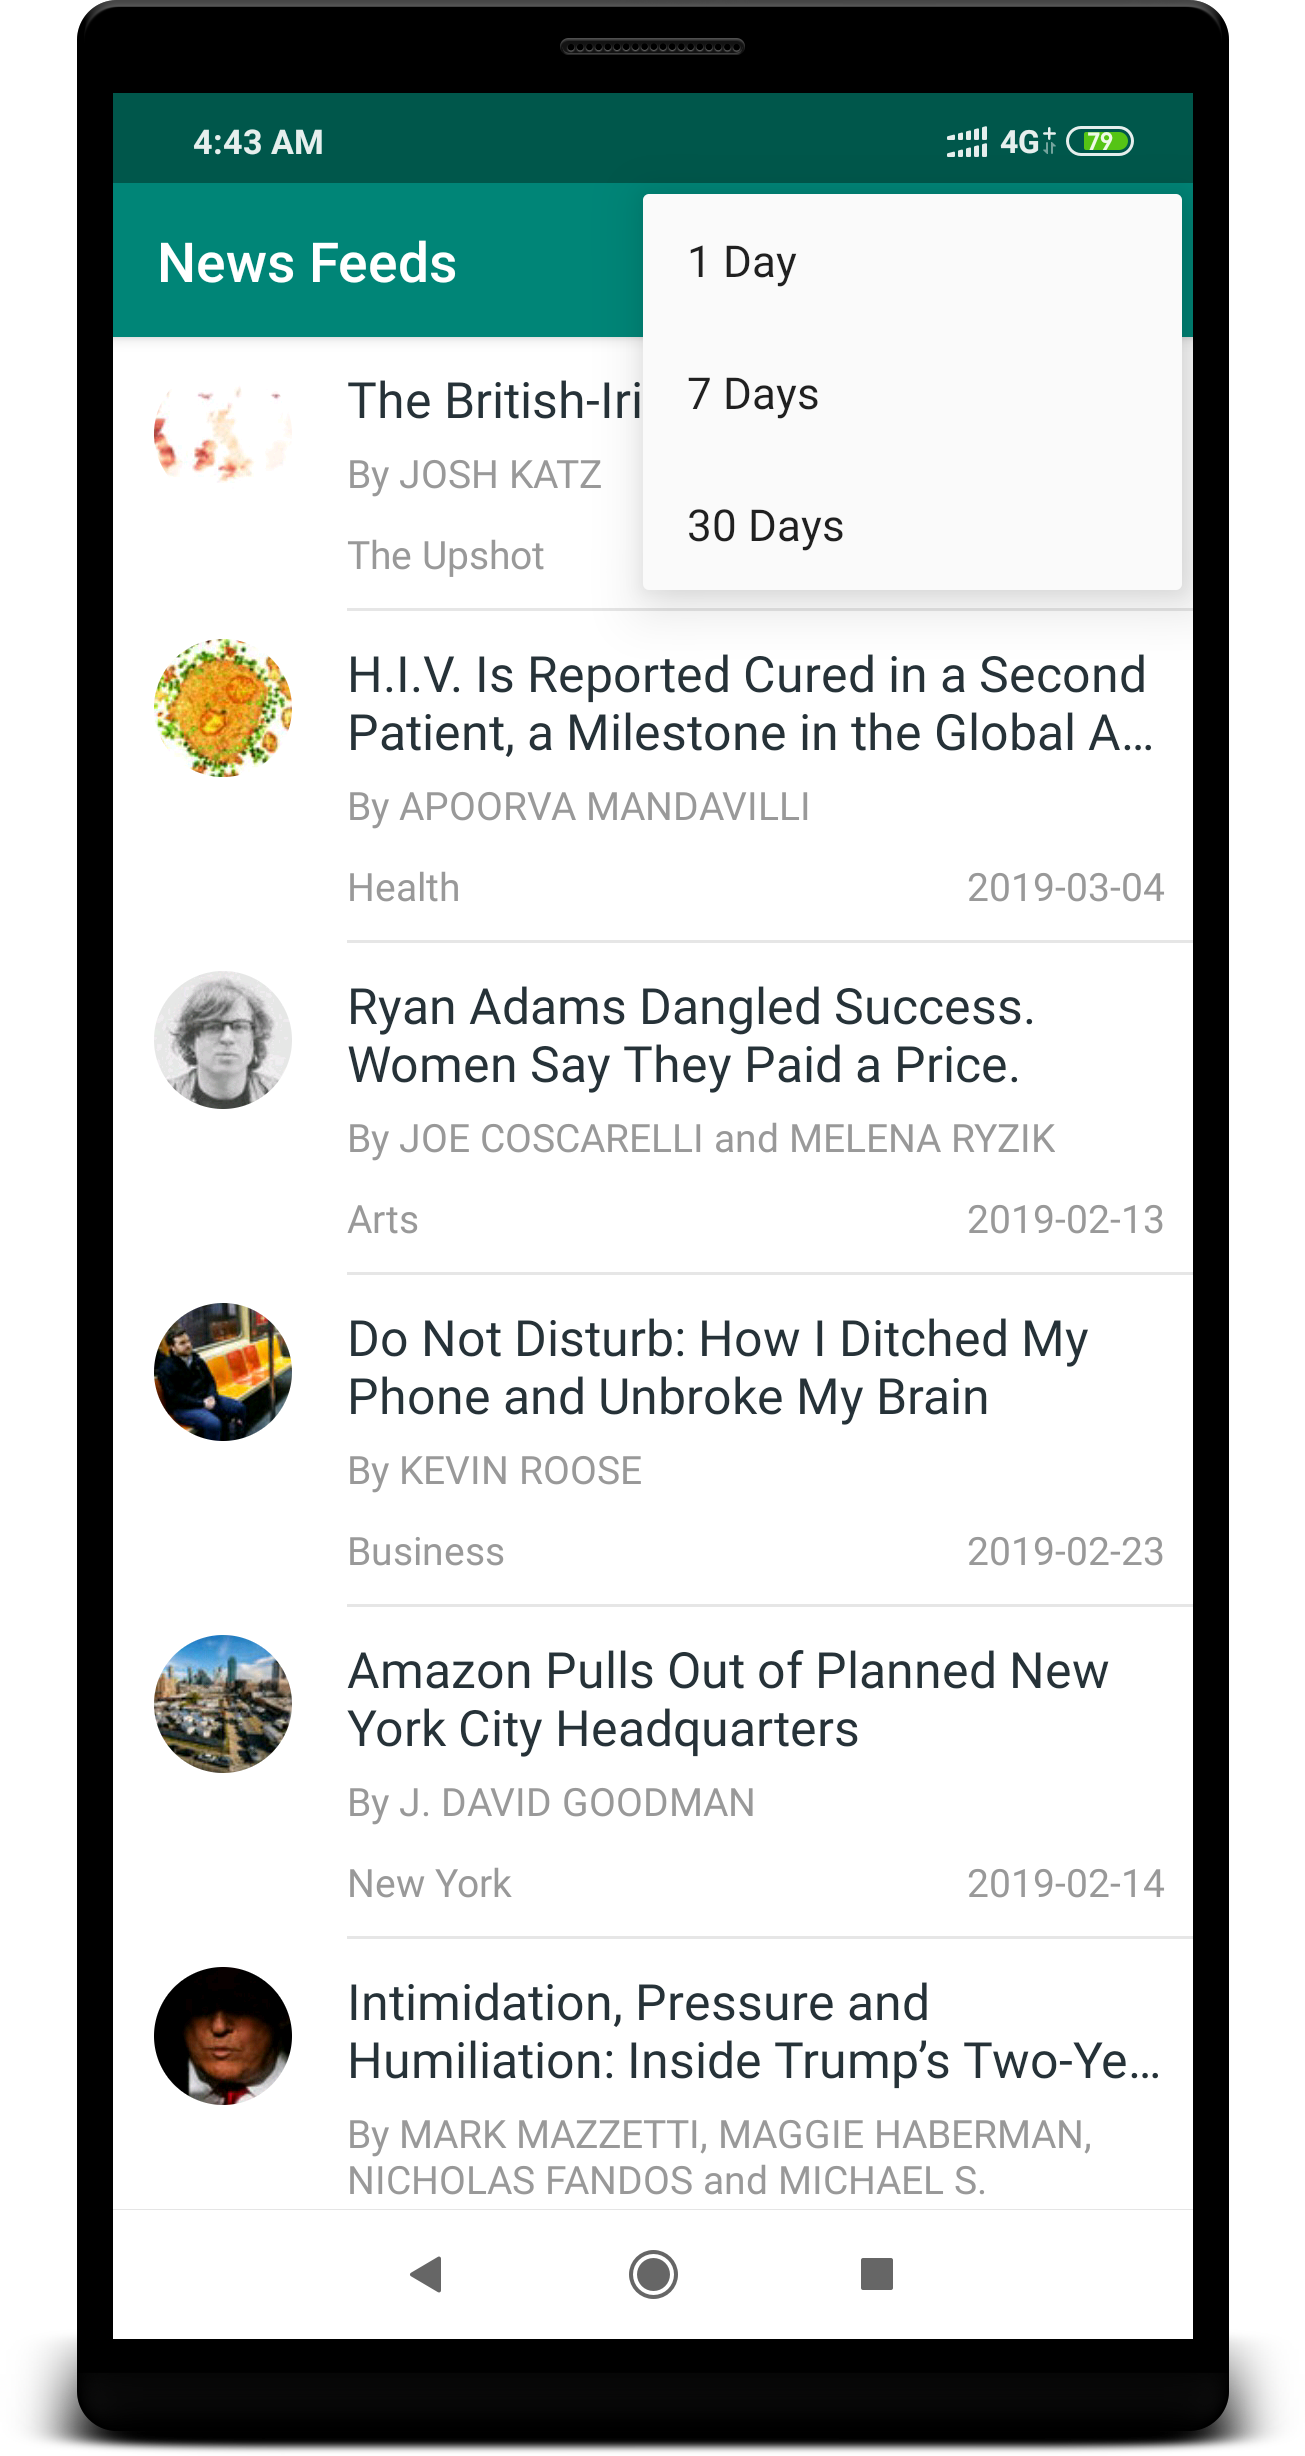 4:43 AM
4G+ 79
News Feeds
1 Day
7 Days
30 Days
The British-Iri
By JOSH KATZ
The Upshot
H.I.V. Is Reported Cured in a Second
Patient, a Milestone in the Global A...
By APOORVA MANDAVILLI
Health 2019-03-04
Ryan Adams Dangled Success.
Women Say They Paid a Price.
By JOE COSCARELLI and MELENA RYZIK
Arts 2019-02-13
Do Not Disturb: How I Ditched My
Phone and Unbroke My Brain
By KEVIN ROOSE
Business 2019-02-23
Amazon Pulls Out of Planned New
York City Headquarters
By J. DAVID GOODMAN
New York 2019-02-14
Intimidation, Pressure and
Humiliation: Inside Trump’s Two-Ye...
By MARK MAZZETTI, MAGGIE HABERMAN,
NICHOLAS FANDOS and MICHAEL S.